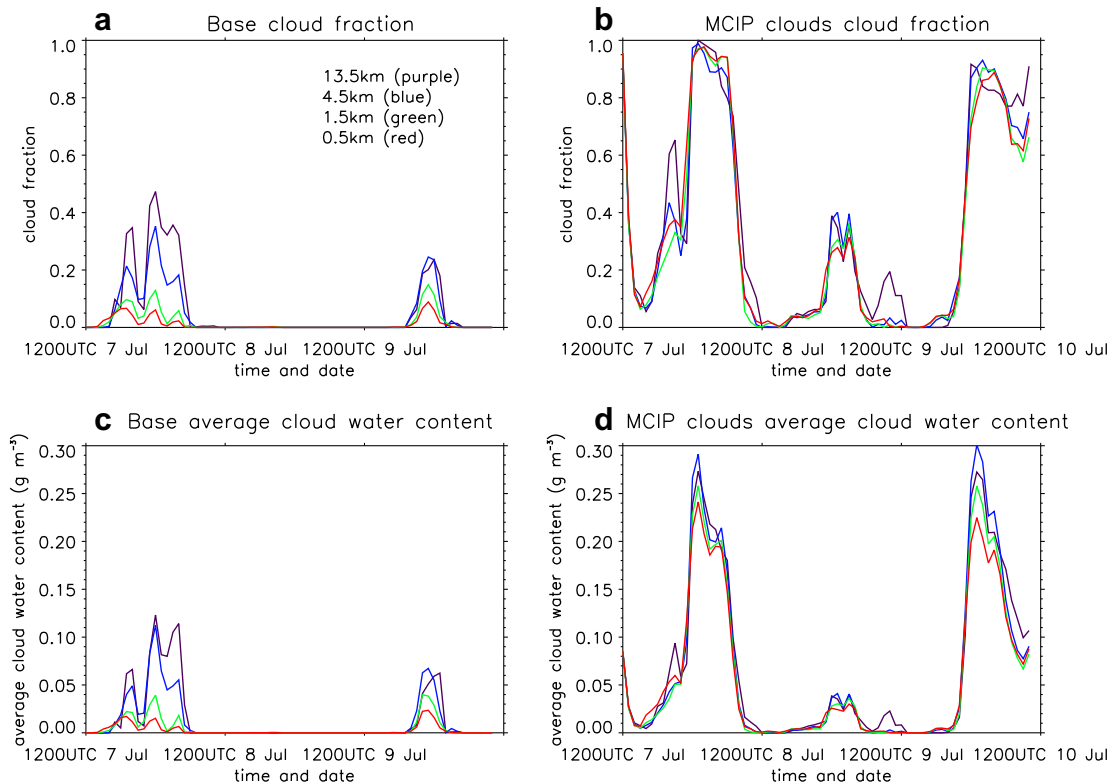 a Base cloud fraction
1.0
0.8
0.6
0.4
0.2
0.0
cloud fraction
13.5km (purple)
4.5km (blue)
1.5km (green)
0.5km (red)
1200UTC 7 Jul 1200UTC 8 Jul 1200UTC 9 Jul
time and date
b MCIP clouds cloud fraction
1.0
0.8
0.6
0.4
0.2
0.0
cloud fraction
1200UTC 7 Jul 1200UTC 8 Jul 1200UTC 9 Jul 1200UTC 10 Jul
time and date
c Base average cloud water content
0.30
0.25
0.20
0.15
0.10
0.05
0.00
average cloud water content (g m⁻³)
1200UTC 7 Jul 1200UTC 8 Jul 1200UTC 9 Jul
time and date
d MCIP clouds average cloud water content
0.30
0.25
0.20
0.15
0.10
0.05
0.00
average cloud water content (g m⁻³)
1200UTC 7 Jul 1200UTC 8 Jul 1200UTC 9 Jul 1200UTC 10 Jul
time and date